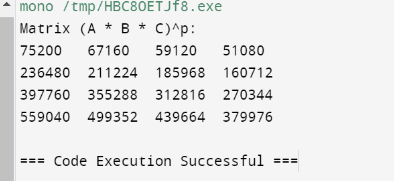 mono /tmp/HBC8OETJf8.exe
Matrix (A * B * C)^p:
75200 67160 59120 51080
236480 211224 185968 160712
397760 355288 312816 270344
559040 499352 439664 379976
=== Code Execution Successful ===